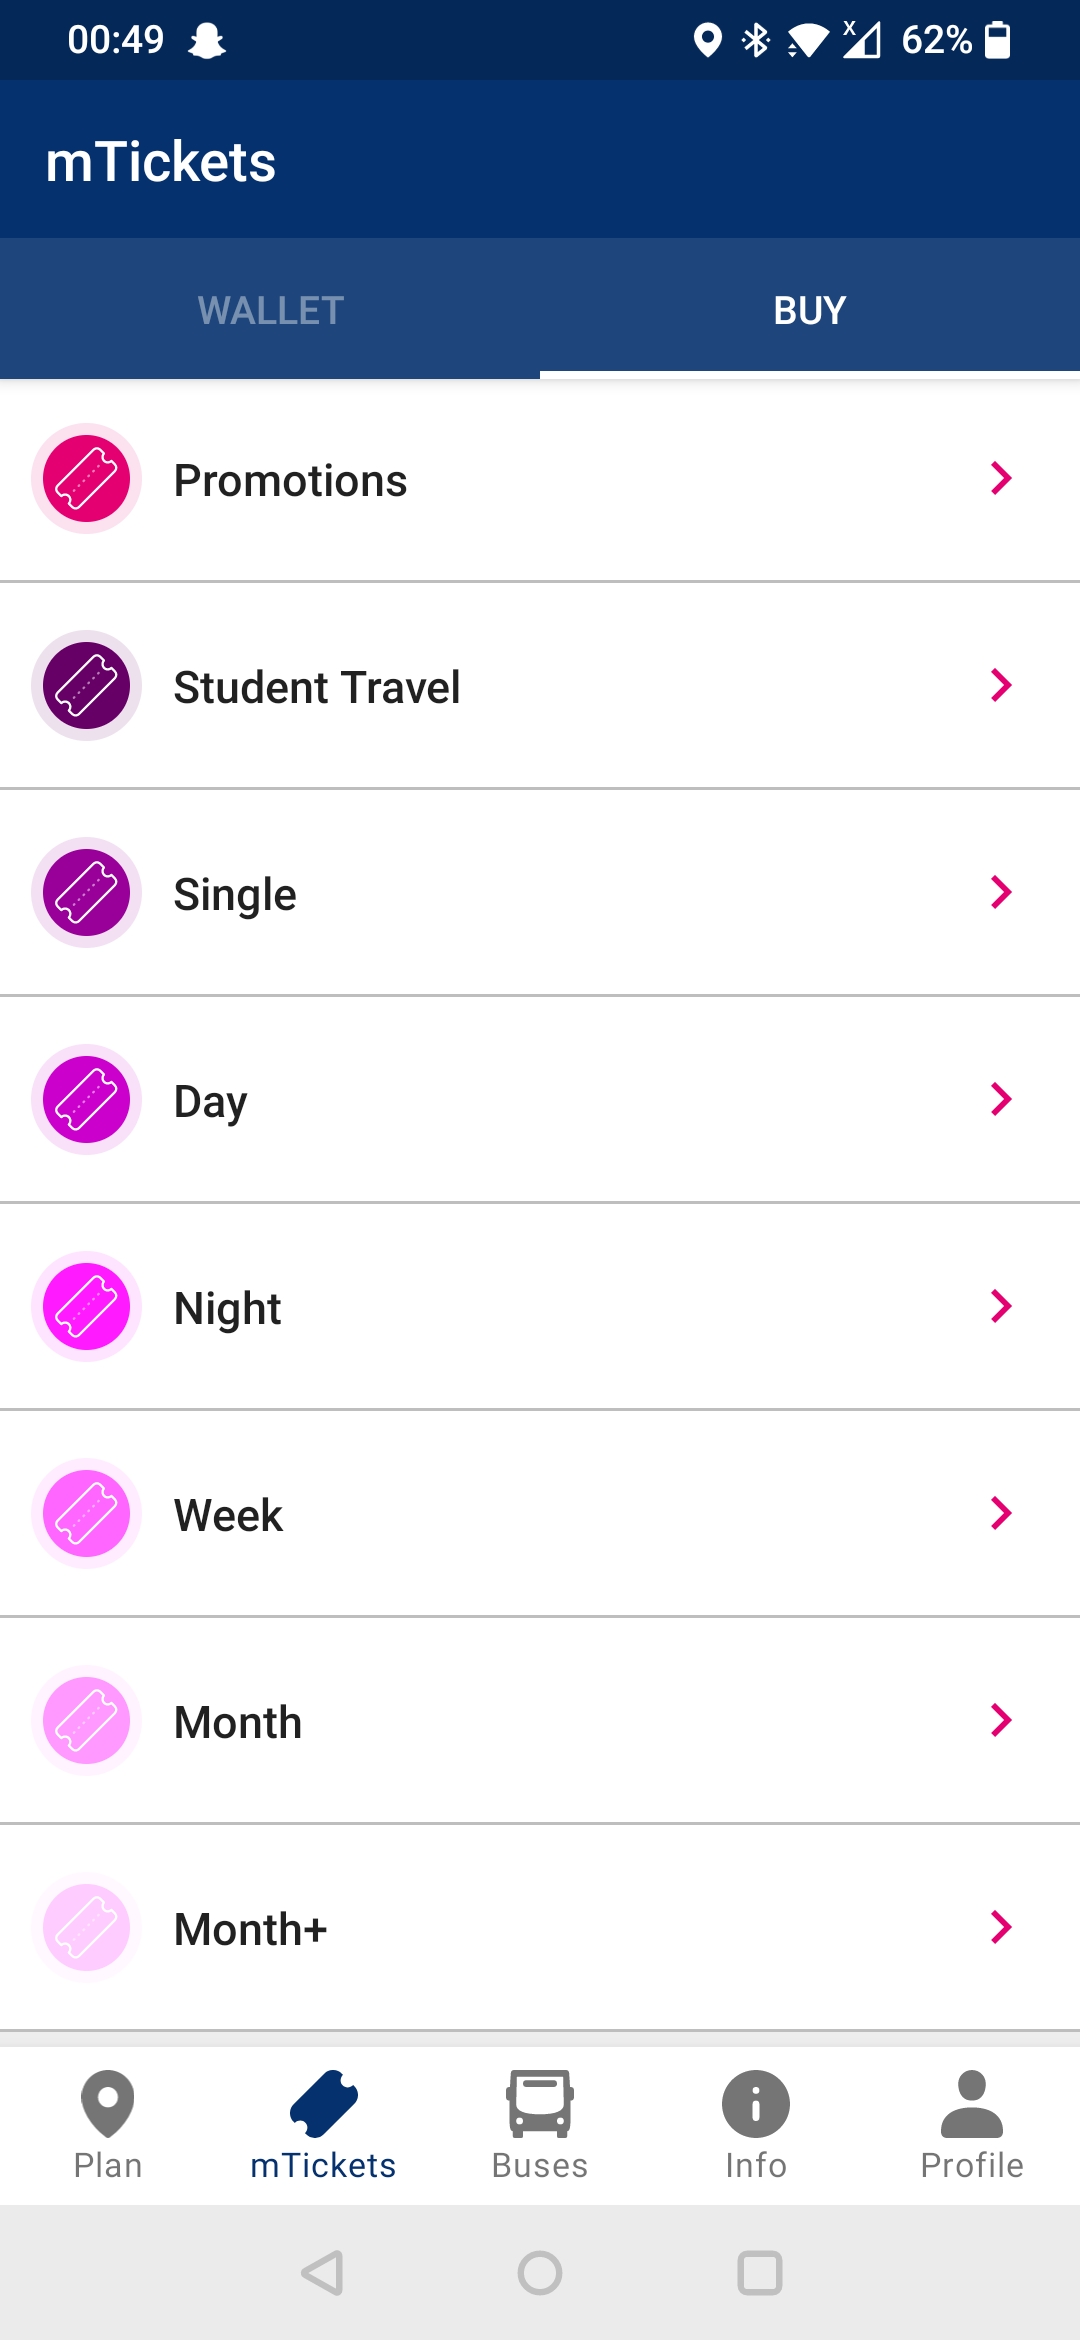 00:49 62%
mTickets
WALLET BUY
Promotions
Student Travel
Single
Day
Night
Week
Month
Month+
Plan mTickets Buses Info Profile